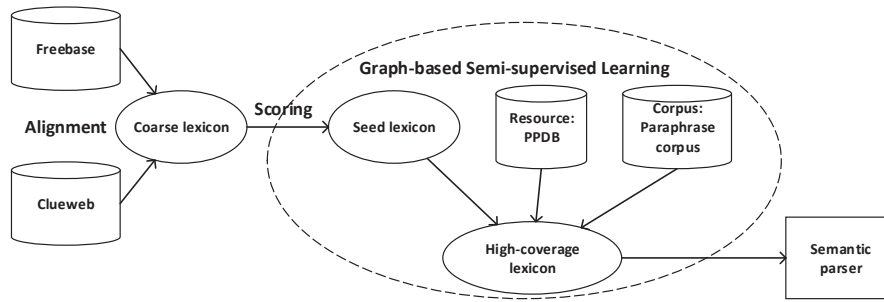 Freebase
Graph-based Semi-supervised Learning
Alignment
Coarse lexicon
Scoring
Seed lexicon
Resource:
PPDB
Corpus:
Paraphrase
corpus
Clueweb
High-coverage
lexicon
Semantic
parser